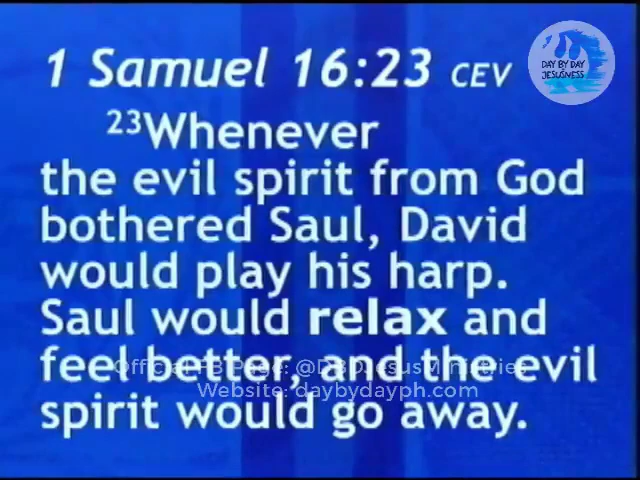 1 Samuel 16:23 CEV
DAY BY DAY
JESUSNESS
23Whenever
the evil spirit from God
bothered Saul, David
would play his harp.
Saul would relax and
feel better, and the evil
Official FB Page: @DBDJesusMinistries
Website: daybydayph.com
spirit would go away.